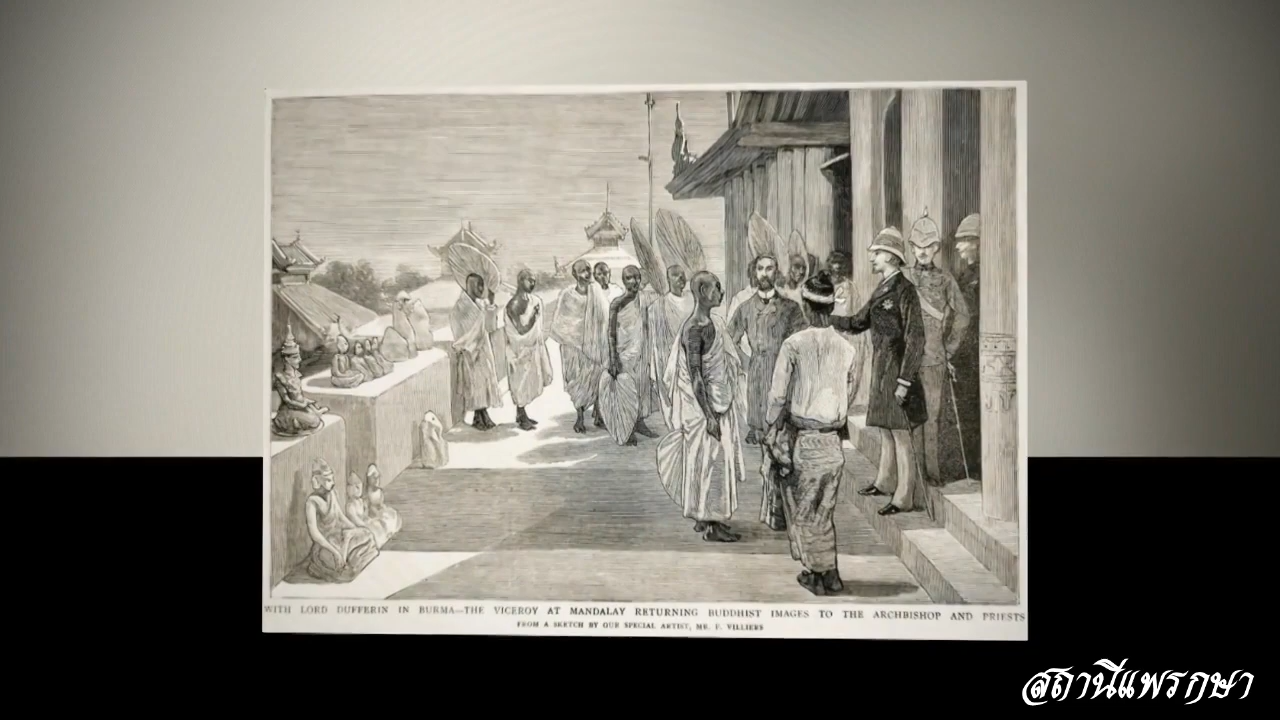 WITH LORD DUFFERIN IN BURMA—THE VICEROY AT MANDALAY RETURNING BUDDHIST IMAGES TO THE ARCHBISHOP AND PRIESTS
FROM A SKETCH BY OUR SPECIAL ARTIST, MR. F. VILLIERS
สถานีแพรกษา